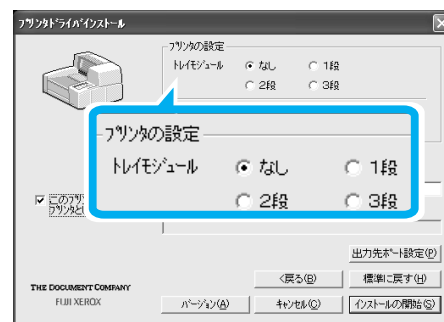 プリンタドライバインストール
プリンタの設定
トレイモジュール なし 1段
2段 3段
プリンタの設定
トレイモジュール なし 1段
2段 3段
このプリ
プリンタとし
出力先ポート設定(P)
THE DOCUMENT COMPANY
FUJI XEROX
<戻る(B) 標準に戻す(H)
バージョン(A) キャンセル(C) インストールの開始(S)